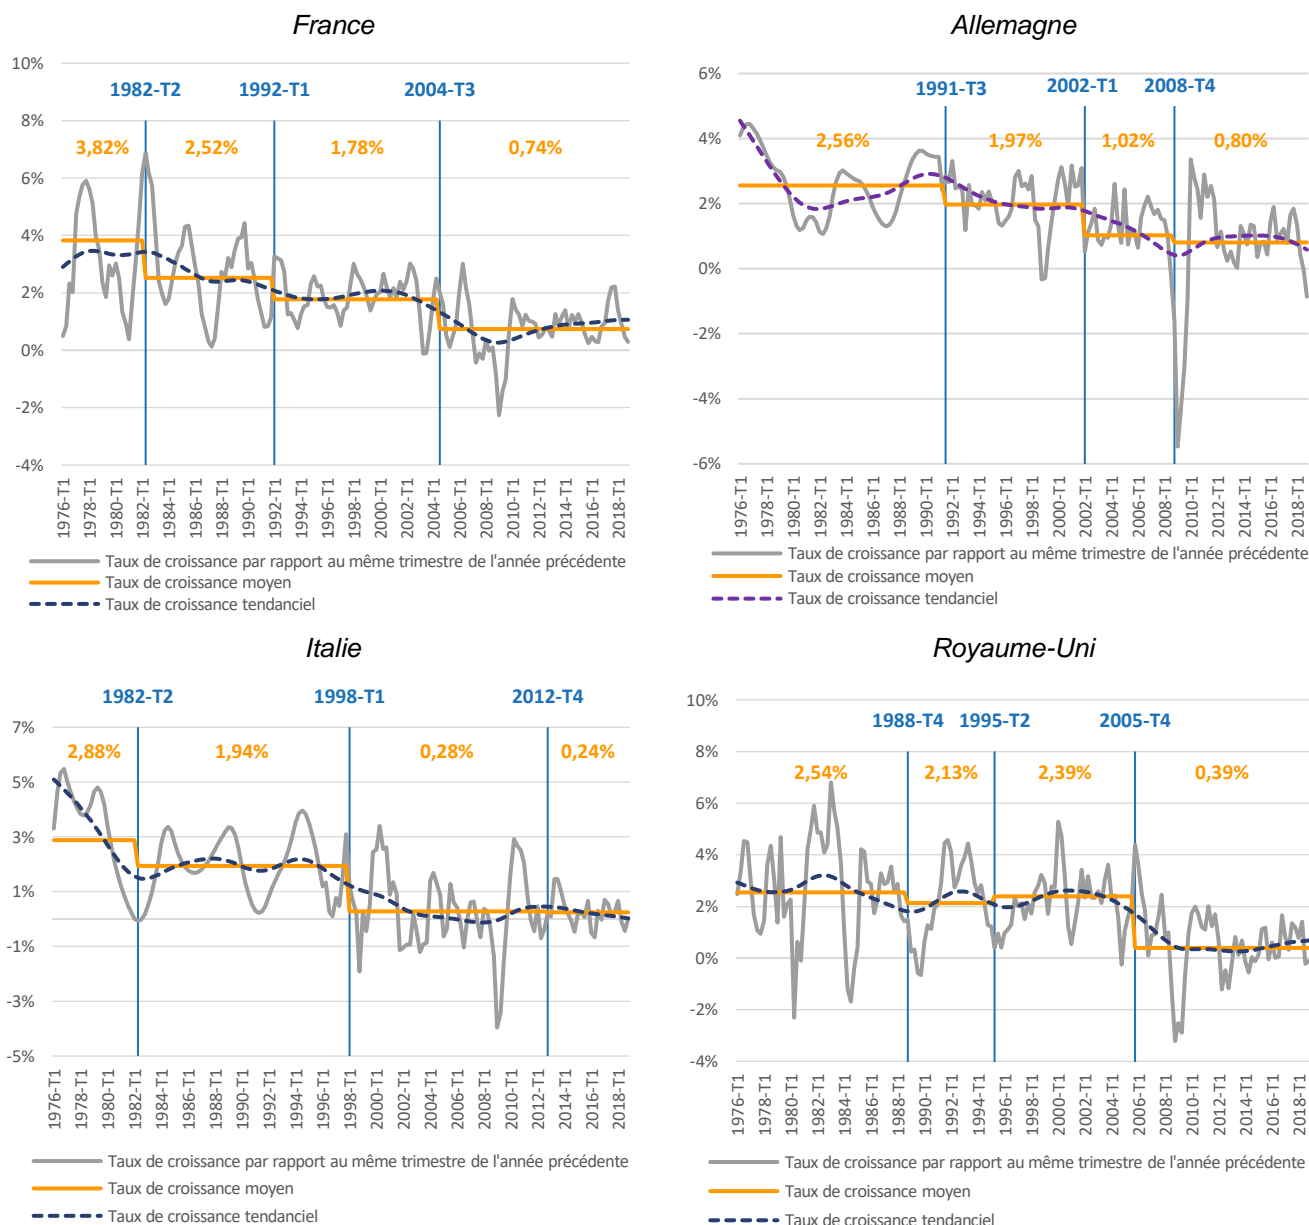 France
10%
8%
6%
4%
2%
0%
-2%
-4%
1982-T2
1992-T1
2004-T3
3,82%
2,52%
1,78%
0,74%
1976-T1
1978-T1
1980-T1
1982-T1
1984-T1
1986-T1
1988-T1
1990-T1
1992-T1
1994-T1
1996-T1
1998-T1
2000-T1
2002-T1
2004-T1
2006-T1
2008-T1
2010-T1
2012-T1
2014-T1
2016-T1
2018-T1
Taux de croissance par rapport au même trimestre de l'année précédente
Taux de croissance moyen
Taux de croissance tendanciel
Allemagne
6%
4%
2%
0%
-2%
-4%
-6%
1991-T3
2002-T1
2008-T4
2,56%
1,97%
1,02%
0,80%
1976-T1
1978-T1
1980-T1
1982-T1
1984-T1
1986-T1
1988-T1
1990-T1
1992-T1
1994-T1
1996-T1
1998-T1
2000-T1
2002-T1
2004-T1
2006-T1
2008-T1
2010-T1
2012-T1
2014-T1
2016-T1
2018-T1
Taux de croissance par rapport au même trimestre de l'année précédente
Taux de croissance moyen
Taux de croissance tendanciel
Italie
7%
5%
3%
1%
-1%
-3%
-5%
1982-T2
1998-T1
2012-T4
2,88%
1,94%
0,28%
0,24%
1976-T1
1978-T1
1980-T1
1982-T1
1984-T1
1986-T1
1988-T1
1990-T1
1992-T1
1994-T1
1996-T1
1998-T1
2000-T1
2002-T1
2004-T1
2006-T1
2008-T1
2010-T1
2012-T1
2014-T1
2016-T1
2018-T1
Taux de croissance par rapport au même trimestre de l'année précédente
Taux de croissance moyen
Taux de croissance tendanciel
Royaume-Uni
10%
8%
6%
4%
2%
0%
-2%
-4%
1988-T4
1995-T2
2005-T4
2,54%
2,13%
2,39%
0,39%
1976-T1
1978-T1
1980-T1
1982-T1
1984-T1
1986-T1
1988-T1
1990-T1
1992-T1
1994-T1
1996-T1
1998-T1
2000-T1
2002-T1
2004-T1
2006-T1
2008-T1
2010-T1
2012-T1
2014-T1
2016-T1
2018-T1
Taux de croissance par rapport au même trimestre de l'année précédente
Taux de croissance moyen
Taux de croissance tendanciel